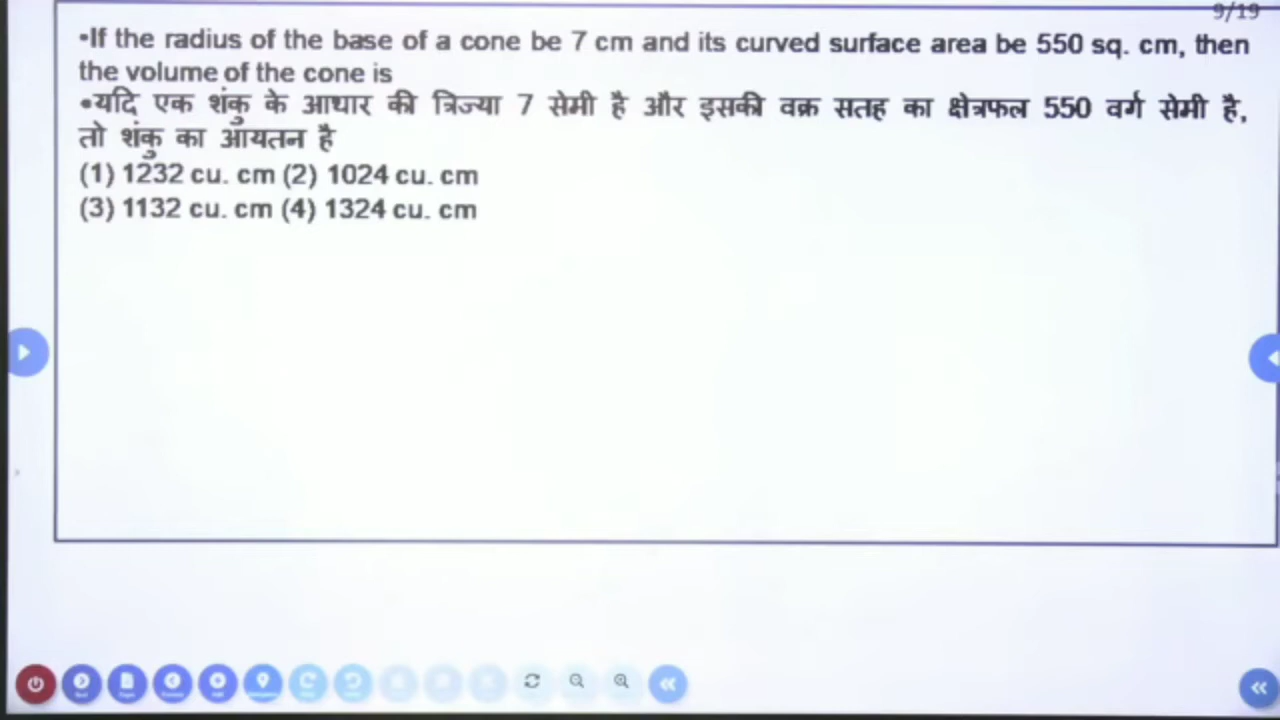 9/19
•If the radius of the base of a cone be 7 cm and its curved surface area be 550 sq. cm, then
the volume of the cone is
•यदि एक शंकु के आधार की त्रिज्या 7 सेमी है और इसकी वक्र सतह का क्षेत्रफल 550 वर्ग सेमी है,
तो शंकु का आयतन है
(1) 1232 cu. cm (2) 1024 cu. cm
(3) 1132 cu. cm (4) 1324 cu. cm